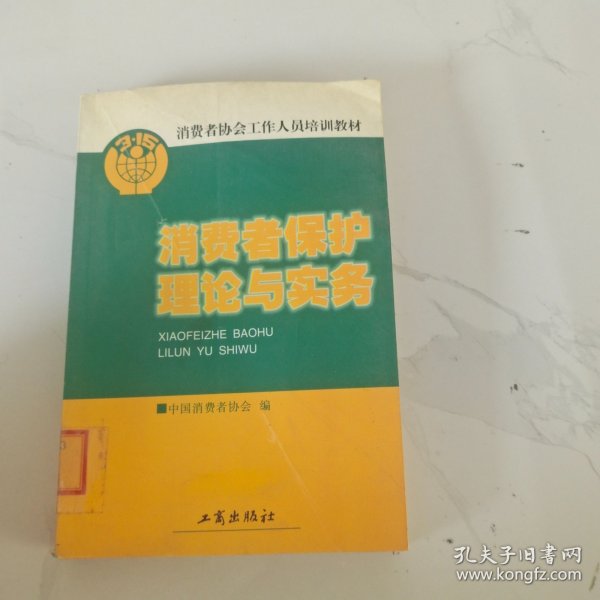 消费者协会工作人员培训教材
3·15
消费者保护
理论与实务
XIAOFEIZHE BAOHU
LILUN YU SHIWU
■中国消费者协会 编
工商出版社
孔夫子旧书网
www.kongfz.com